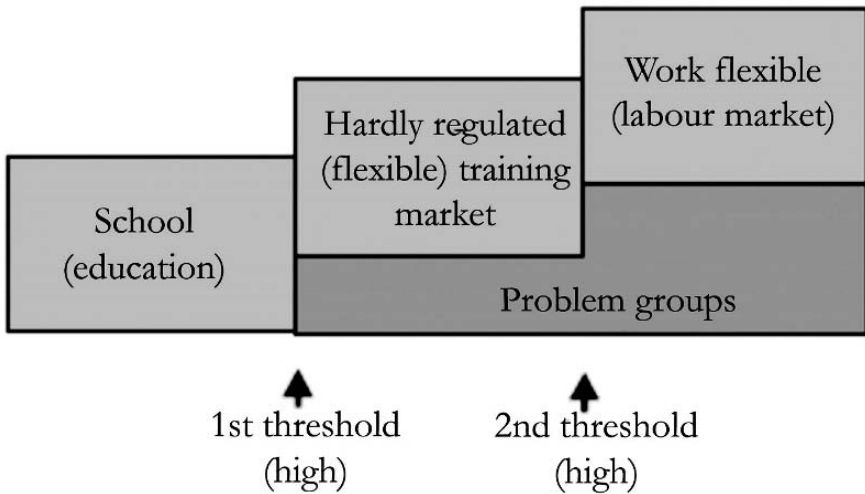 School
(education)
Hardly regulated
(flexible) training
market
Work flexible
(labour market)
Problem groups
1st threshold
(high)
2nd threshold
(high)